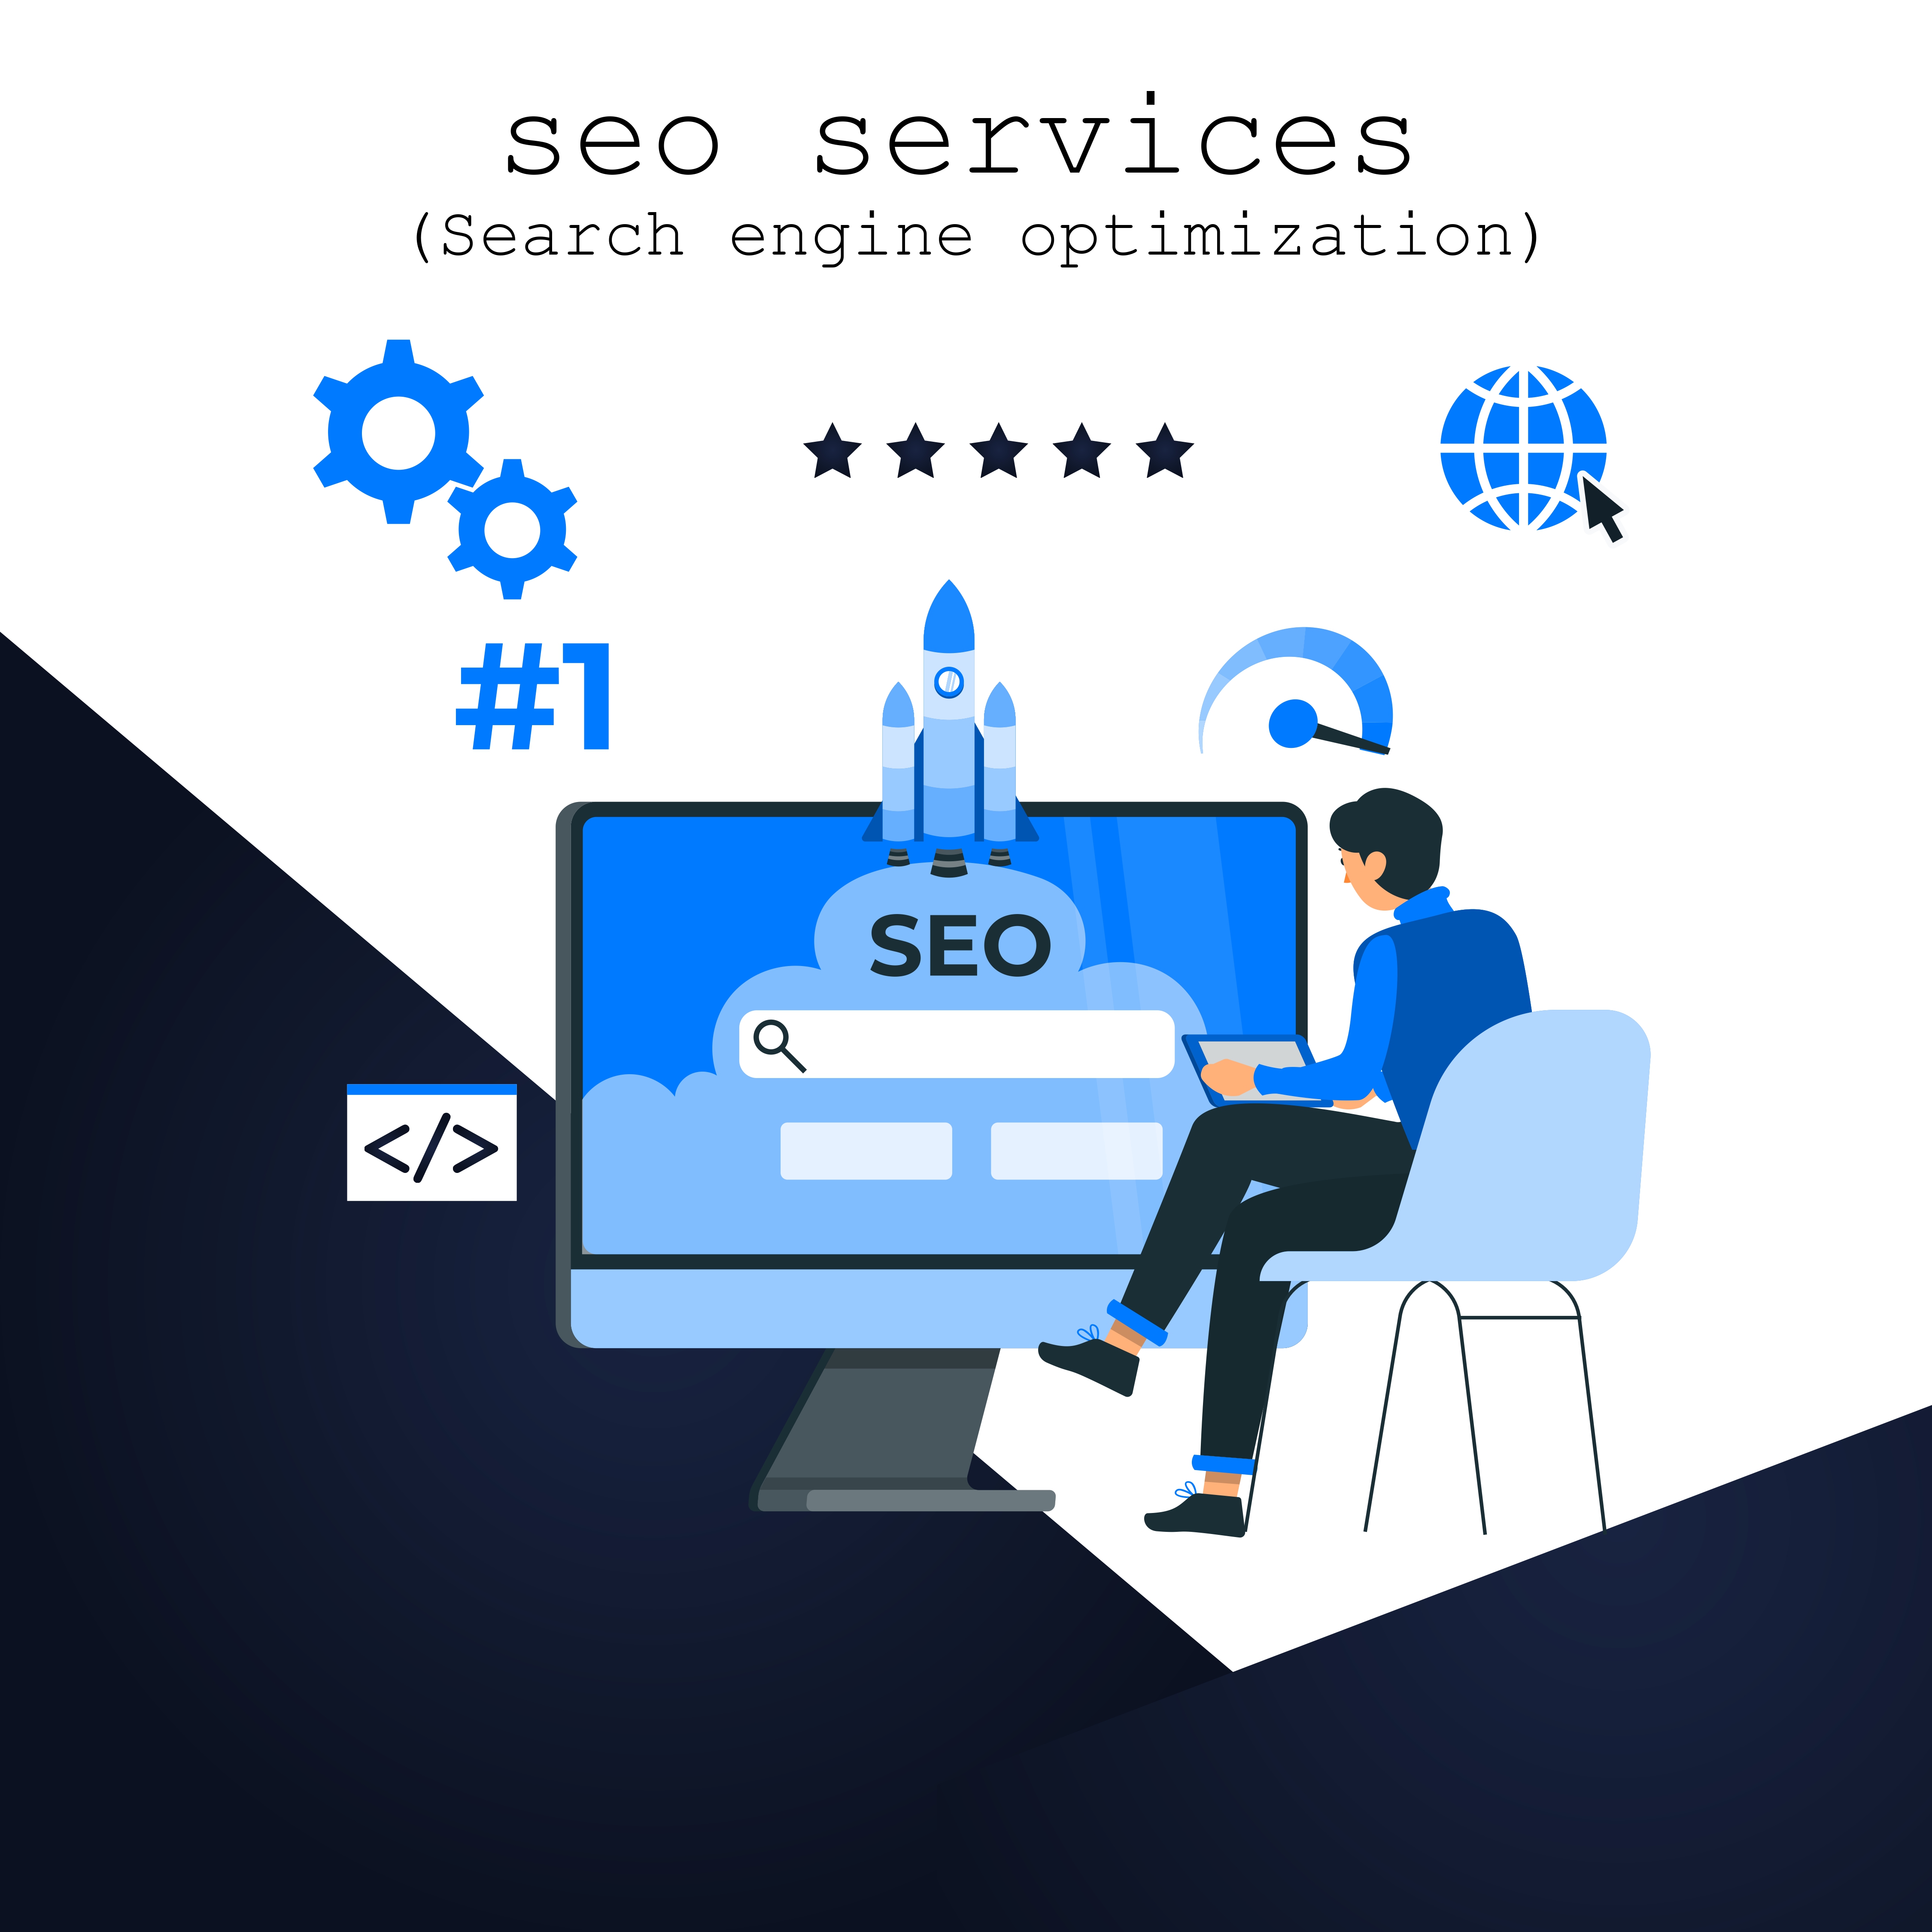 seo services
(Search engine optimization)
#1
SEO
</>